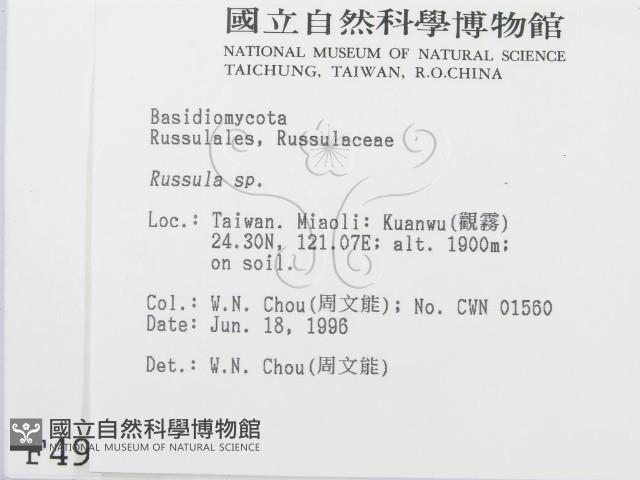 國立自然科學博物館
NATIONAL MUSEUM OF NATURAL SCIENCE
TAICHUNG, TAIWAN, R.O.CHINA
Basidiomycota
Russulales, Russulaceae
Russula sp.
Loc.: Taiwan. Miaoli: Kuanwu(觀霧)
24.30N, 121.07E; alt. 1900m;
on soil.
Col.: W.N. Chou(周文能); No. CWN 01560
Date: Jun. 18, 1996
Det.: W.N. Chou(周文能)
國立自然科學博物館
NATIONAL MUSEUM OF NATURAL SCIENCE
F49